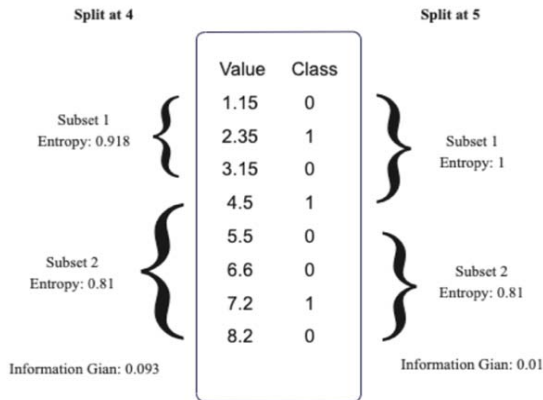 Split at 4
Split at 5
Value Class
1.15 0
2.35 1
3.15 0
4.5 1
5.5 0
6.6 0
7.2 1
8.2 0
Subset 1
Entropy: 0.918
Subset 2
Entropy: 0.81
Information Gian: 0.093
Subset 1
Entropy: 1
Subset 2
Entropy: 0.81
Information Gian: 0.01